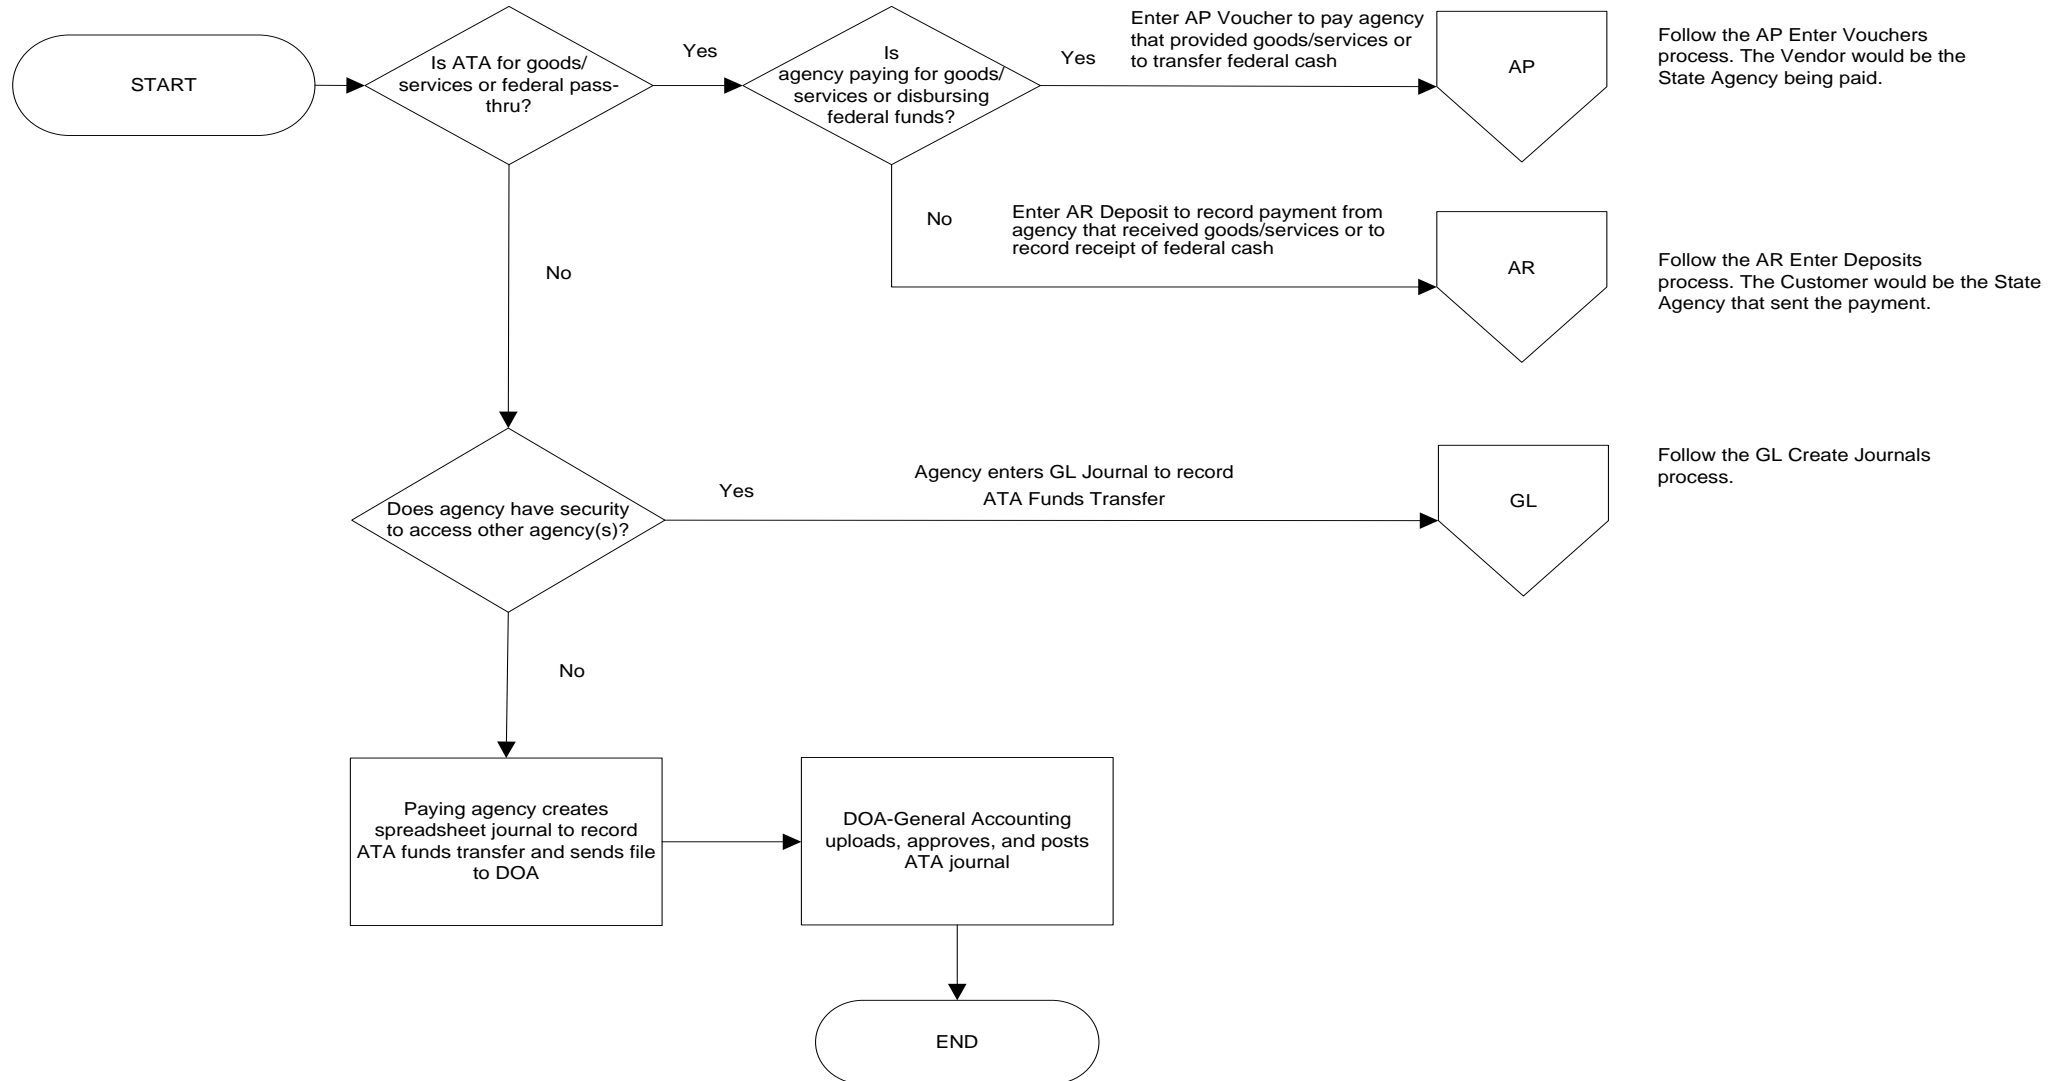 START
Is ATA for goods/
services or federal pass-
thru?
Yes
Is
agency paying for goods/
services or disbursing
federal funds?
Yes
Enter AP Voucher to pay agency
that provided goods/services or
to transfer federal cash
AP
Follow the AP Enter Vouchers
process. The Vendor would be the
State Agency being paid.
No
Enter AR Deposit to record payment from
agency that received goods/services or to
record receipt of federal cash
AR
Follow the AR Enter Deposits
process. The Customer would be the State
Agency that sent the payment.
No
Does agency have security
to access other agency(s)?
Yes
Agency enters GL Journal to record
ATA Funds Transfer
GL
Follow the GL Create Journals
process.
No
Paying agency creates
spreadsheet journal to record
ATA funds transfer and sends file
to DOA
DOA-General Accounting
uploads, approves, and posts
ATA journal
END